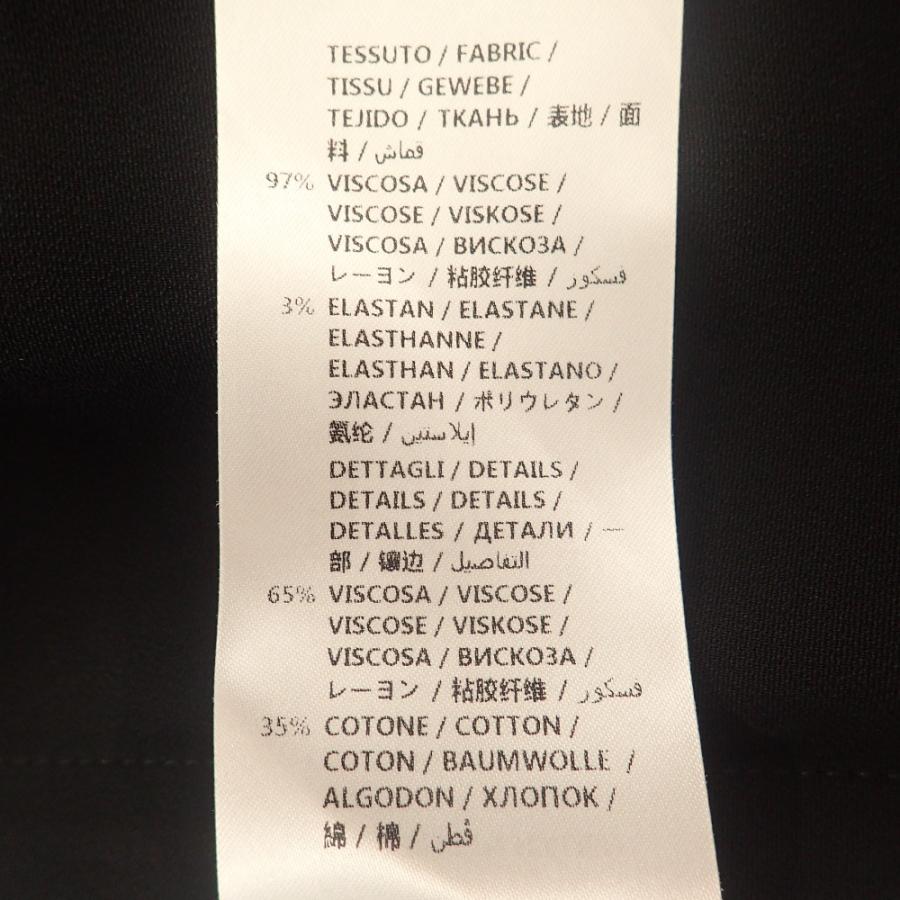 TESSUTO / FABRIC /
TISSU / GEWEBE /
TEJIDO / ТКАНЬ / 表地 / 面
料 / قماش
97% VISCOSA / VISCOSE /
VISCOSE / VISKOSE /
VISCOSA / ВИСКОЗА /
レーヨン / 粘胶纤维 / فسكور
3% ELASTAN / ELASTANE /
ELASTHANNE /
ELASTHAN / ELASTANO /
ЭЛАСТАН / ポリウレタン /
氨纶 / إيلاستين
DETTAGLI / DETAILS /
DETAILS / DETAILS /
DETALLES / ДЕТАЛИ / 一
部 / 镶边 / التفاصيل
65% VISCOSA / VISCOSE /
VISCOSE / VISKOSE /
VISCOSA / ВИСКОЗА /
レーヨン / 粘胶纤维 / فسكور
35% COTONE / COTTON /
COTON / BAUMWOLLE /
ALGODON / ХЛОПОК /
綿 / 棉 / قطن